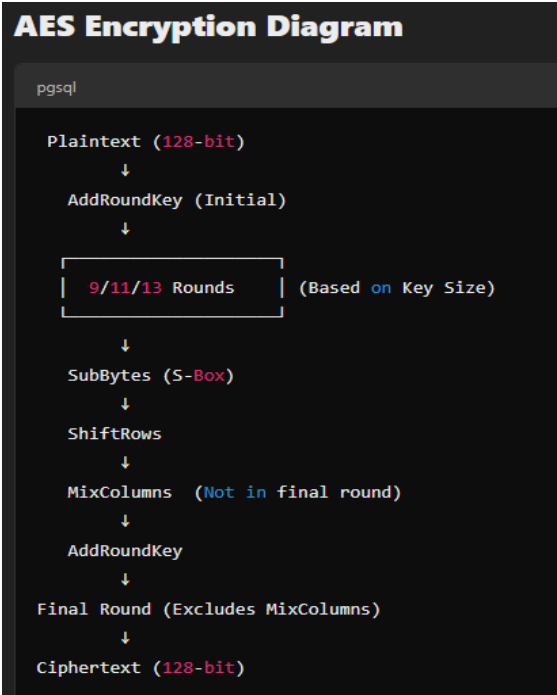 AES Encryption Diagram
pgsql
Plaintext (128-bit)
↓
AddRoundKey (Initial)
↓
9/11/13 Rounds (Based on Key Size)
↓
SubBytes (S-Box)
↓
ShiftRows
↓
MixColumns (Not in final round)
↓
AddRoundKey
↓
Final Round (Excludes MixColumns)
↓
Ciphertext (128-bit)